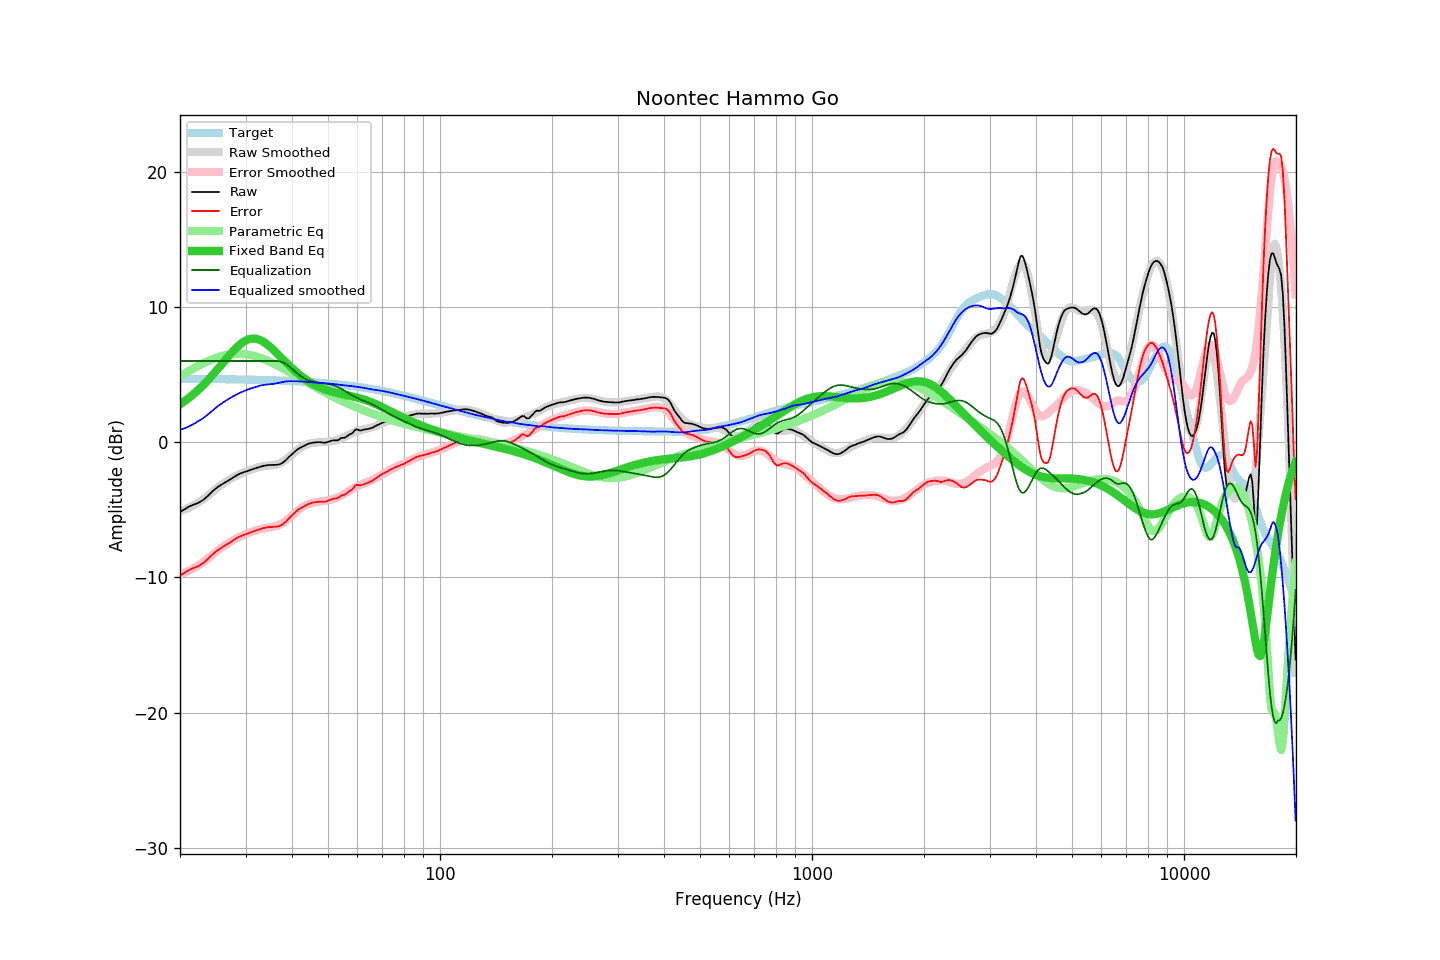 Noontec Hammo Go
Target
Raw Smoothed
Error Smoothed
Raw
Error
Parametric Eq
Fixed Band Eq
Equalization
Equalized smoothed
20
10
0
−10
−20
−30
Amplitude (dBr)
100
1000
10000
Frequency (Hz)